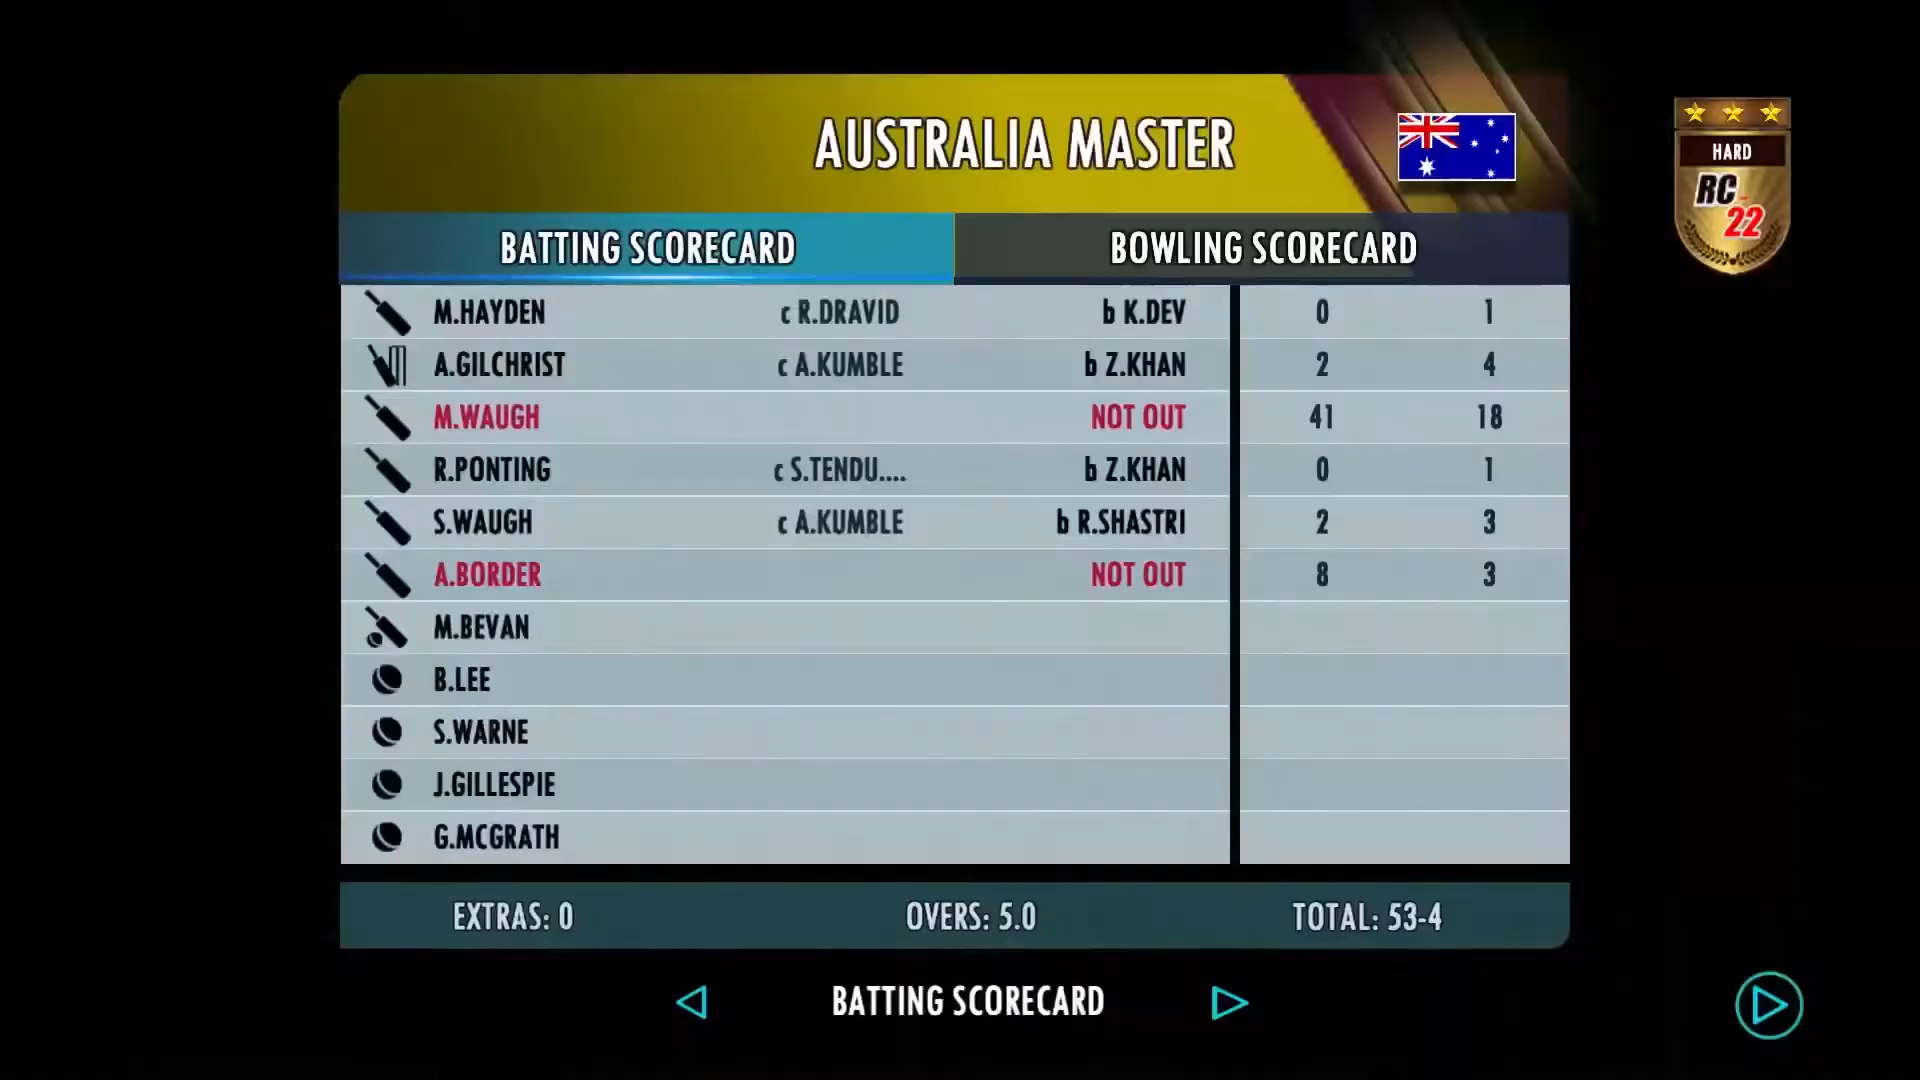 AUSTRALIA MASTER
HARD
RC
22
BATTING SCORECARD BOWLING SCORECARD
M.HAYDEN c R.DRAVID b K.DEV 0 1
A.GILCHRIST c A.KUMBLE b Z.KHAN 2 4
M.WAUGH NOT OUT 41 18
R.PONTING c S.TENDU.... b Z.KHAN 0 1
S.WAUGH c A.KUMBLE b R.SHASTRI 2 3
A.BORDER NOT OUT 8 3
M.BEVAN
B.LEE
S.WARNE
J.GILLESPIE
G.MCGRATH
EXTRAS: 0 OVERS: 5.0 TOTAL: 53-4
BATTING SCORECARD